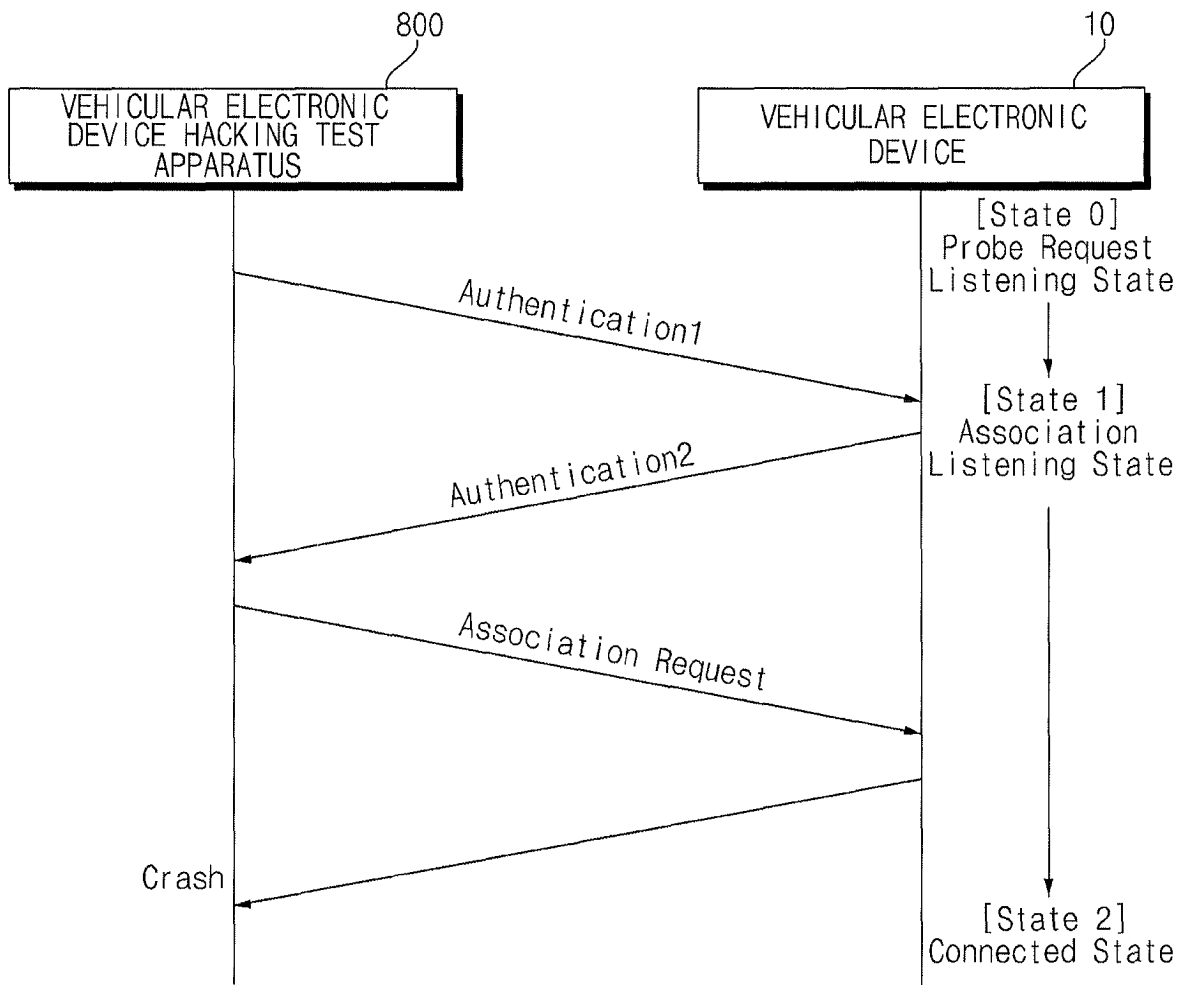 800
10
VEHICULAR ELECTRONIC
DEVICE HACKING TEST
APPARATUS
VEHICULAR ELECTRONIC
DEVICE
[State 0]
Probe Request
Listening State
Authentication1
[State 1]
Association
Listening State
Authentication2
Association Request
Crash
[State 2]
Connected State